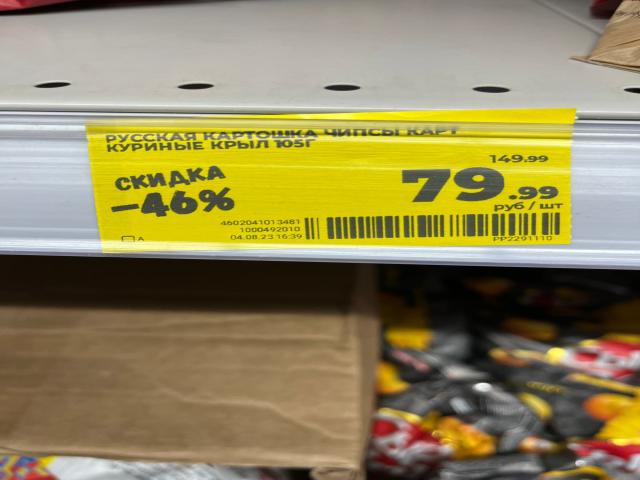 РУССКАЯ КАРТОШКА ЧИПСЫ КАРТ
КУРИНЫЕ КРЫЛ 105Г
149.99
СКИДКА
-46%
79.99
руб / шт
4602041013481
1000492010
04.08.23 16:39
PP2291110
А